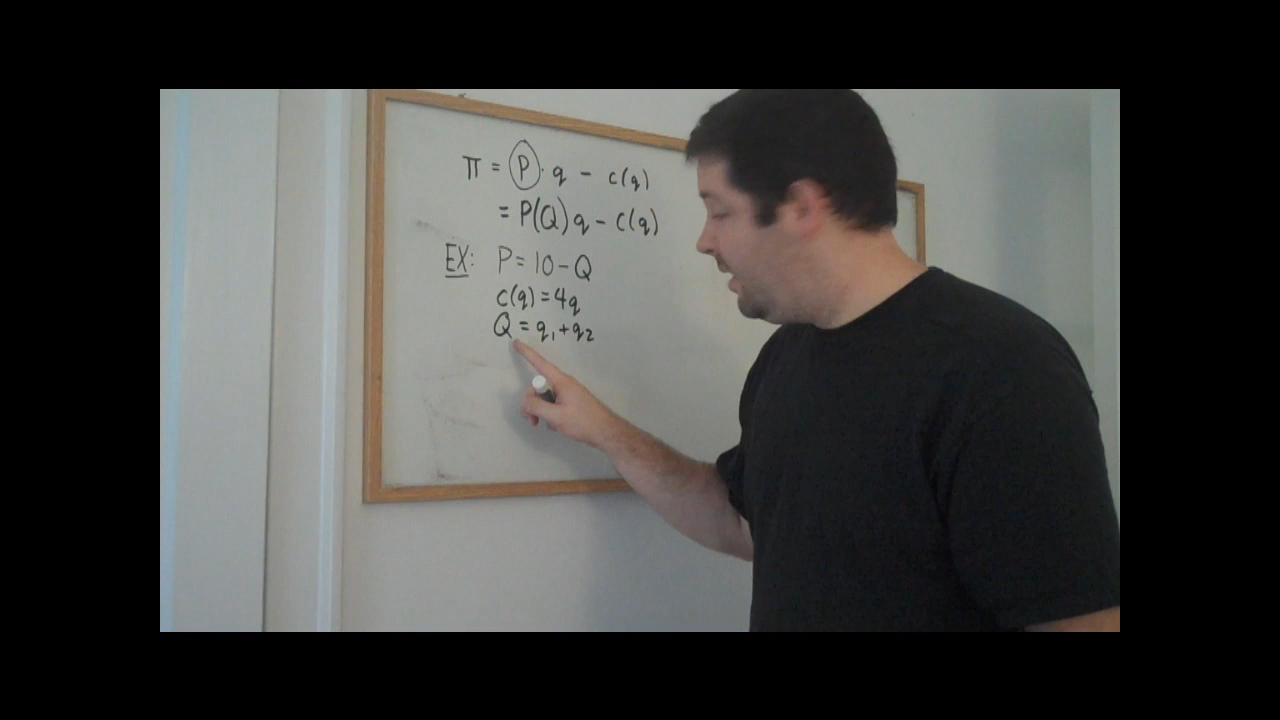 π = P · q - c(q)
= P(Q)q - c(q)
EX: P = 10 - Q
c(q) = 4q
Q = q₁ + q₂